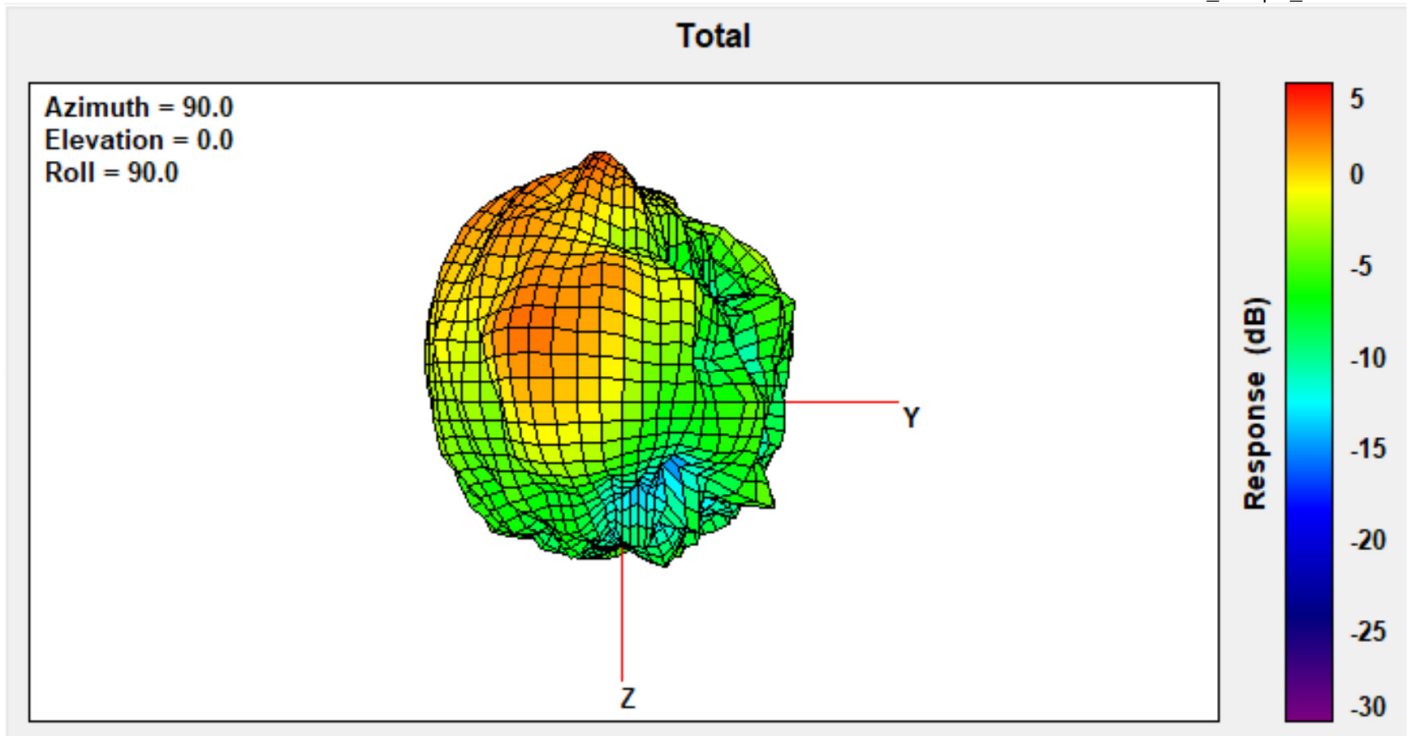 Total
Azimuth = 90.0
Elevation = 0.0
Roll = 90.0
Y
Z
Response (dB)
5
0
-5
-10
-15
-20
-25
-30